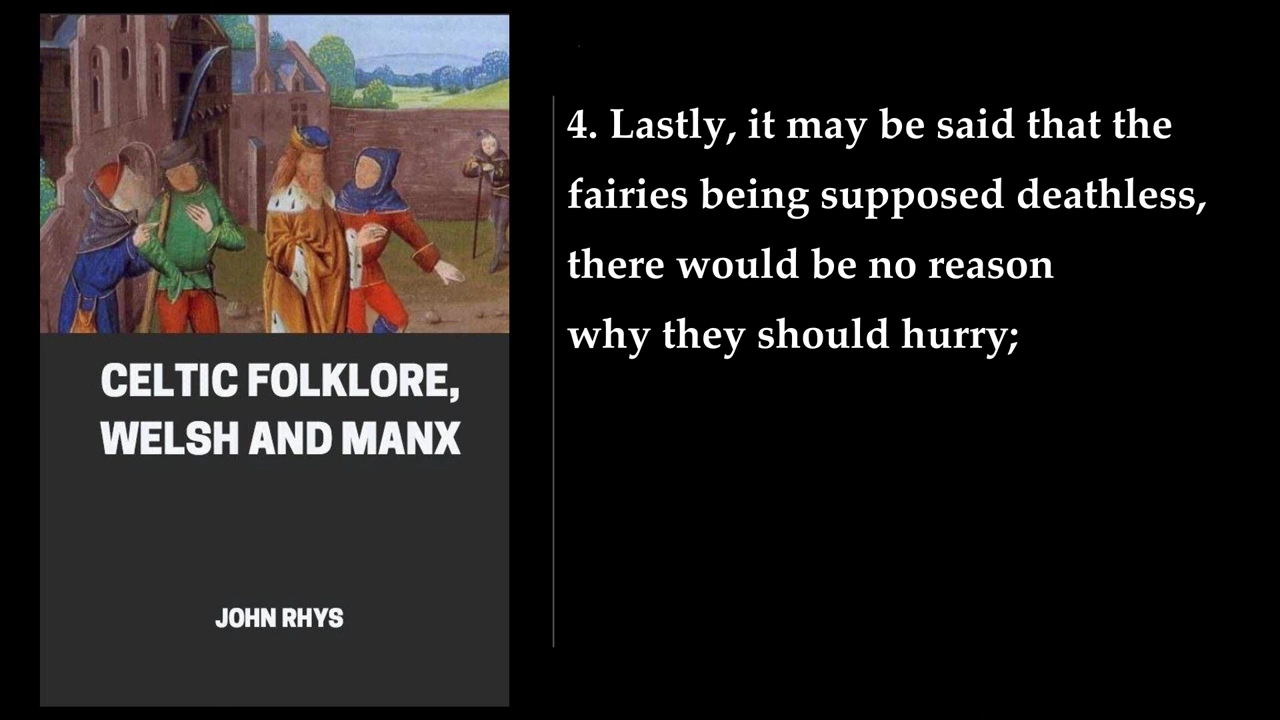 CELTIC FOLKLORE,
WELSH AND MANX
JOHN RHYS
4. Lastly, it may be said that the
fairies being supposed deathless,
there would be no reason
why they should hurry;